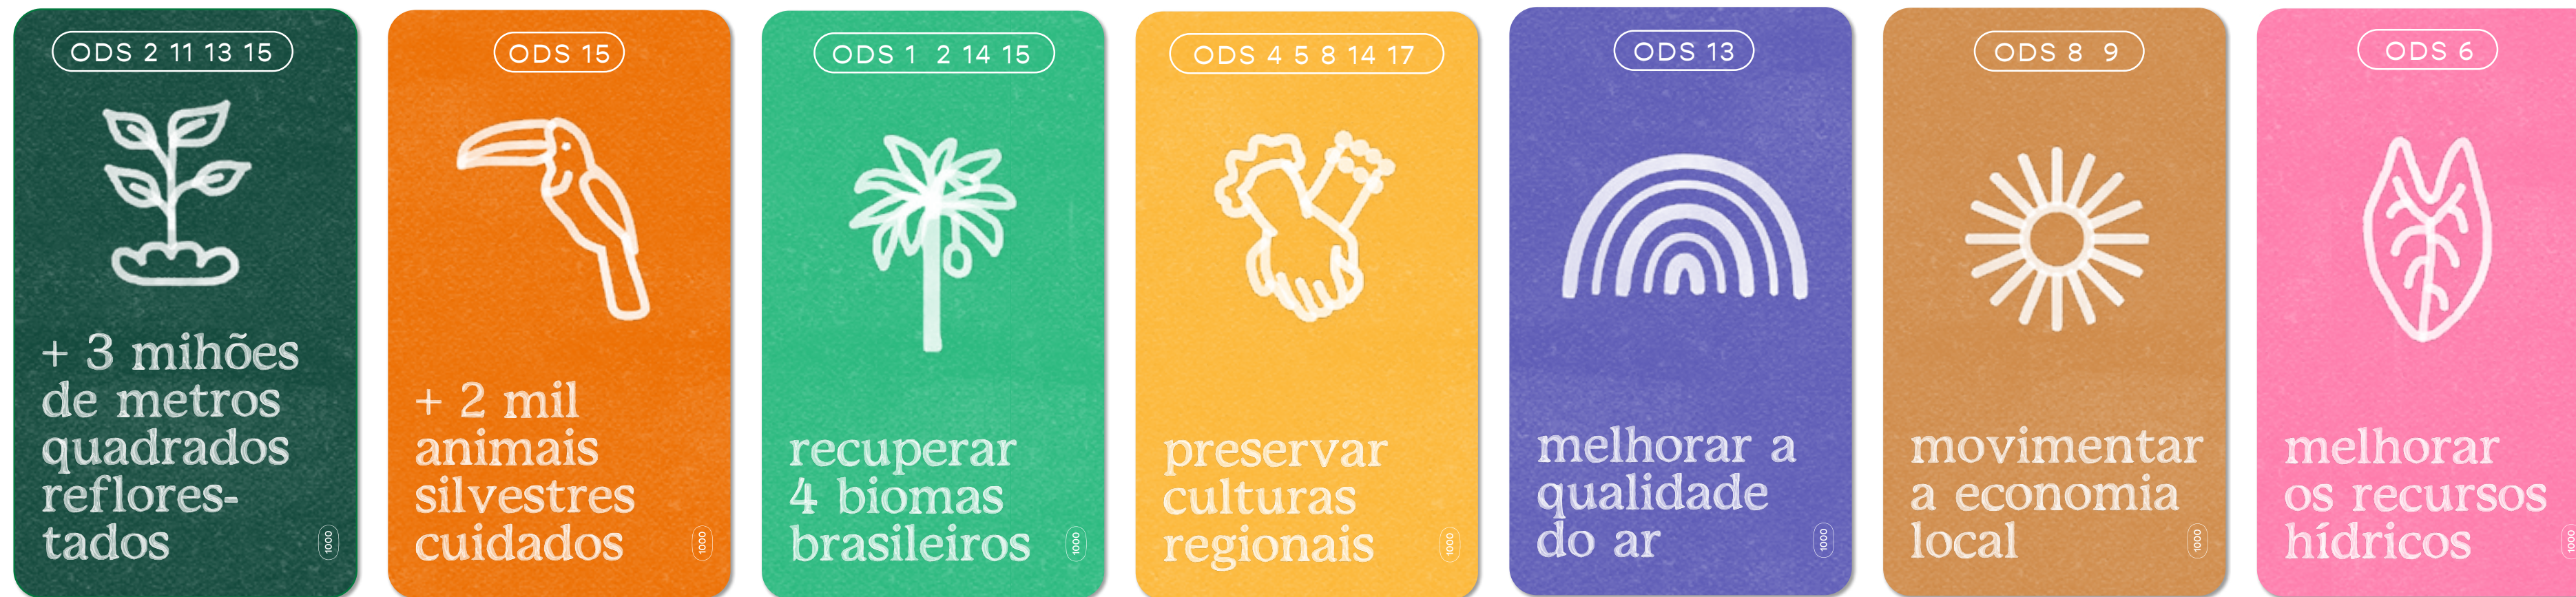 ODS 2 11 13 15
+ 3 mihões
de metros
quadrados
reflores-
tados
1000
ODS 15
+ 2 mil
animais
silvestres
cuidados
1000
ODS 1 2 14 15
recuperar
4 biomas
brasileiros
1000
ODS 4 5 8 14 17
preservar
culturas
regionais
1000
ODS 13
melhorar a
qualidade
do ar
1000
ODS 8 9
movimentar
a economia
local
1000
ODS 6
melhorar
os recursos
hídricos
1000